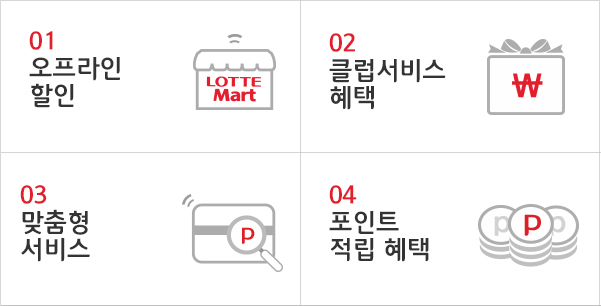 01
오프라인
할인
LOTTE
Mart
02
클럽서비스
혜택
₩
03
맞춤형
서비스
P
04
포인트
적립 혜택
p P p